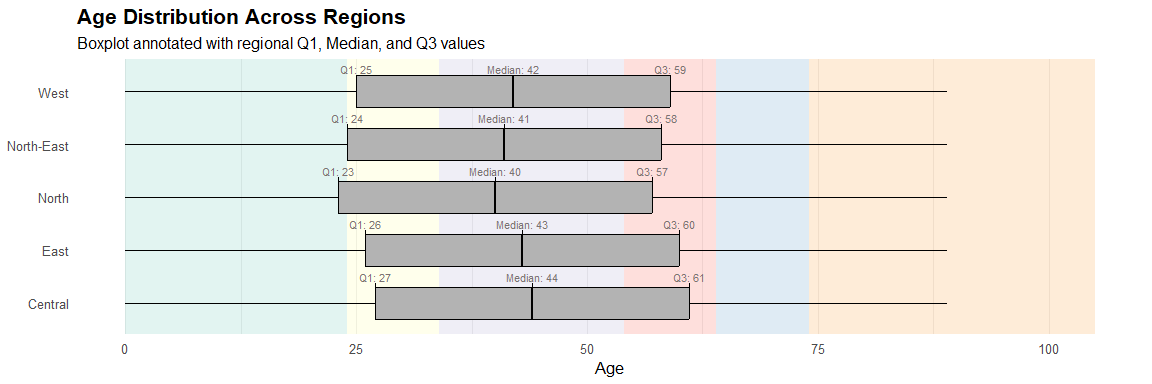 Age Distribution Across Regions
Boxplot annotated with regional Q1, Median, and Q3 values
Q1: 25 Median: 42 Q3: 59
West
Q1: 24 Median: 41 Q3: 58
North-East
Q1: 23 Median: 40 Q3: 57
North
Q1: 26 Median: 43 Q3: 60
East
Q1: 27 Median: 44 Q3: 61
Central
0 25 50 75 100
Age